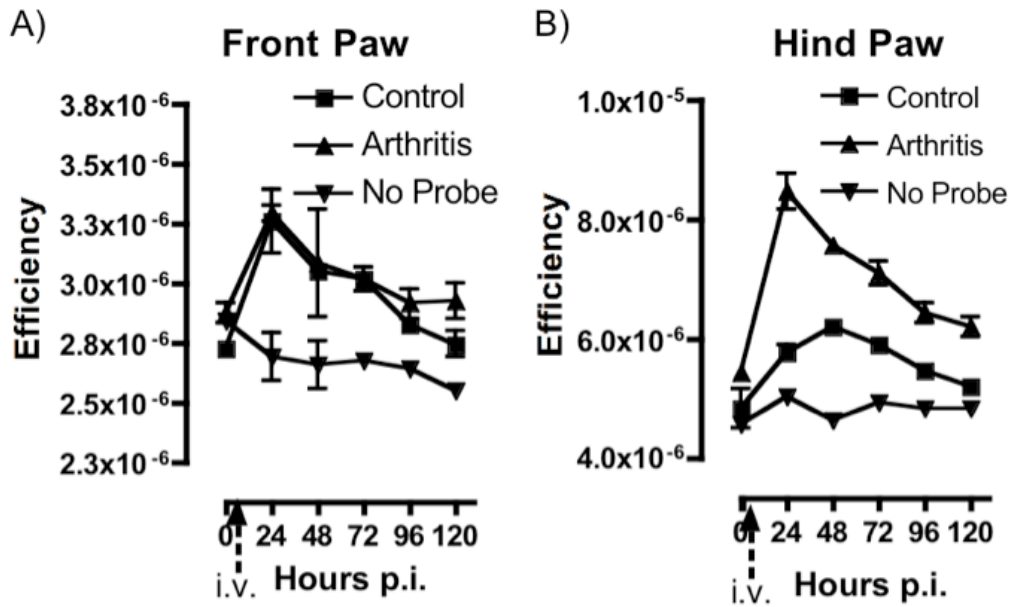 A)
Front Paw
Control
Arthritis
No Probe
3.8x10⁻⁶
3.5x10⁻⁶
3.3x10⁻⁶
3.0x10⁻⁶
2.8x10⁻⁶
2.5x10⁻⁶
2.3x10⁻⁶
Efficiency
0 24 48 72 96 120
i.v. Hours p.i.
B)
Hind Paw
Control
Arthritis
No Probe
1.0x10⁻⁵
8.0x10⁻⁶
6.0x10⁻⁶
4.0x10⁻⁶
Efficiency
0 24 48 72 96 120
i.v. Hours p.i.